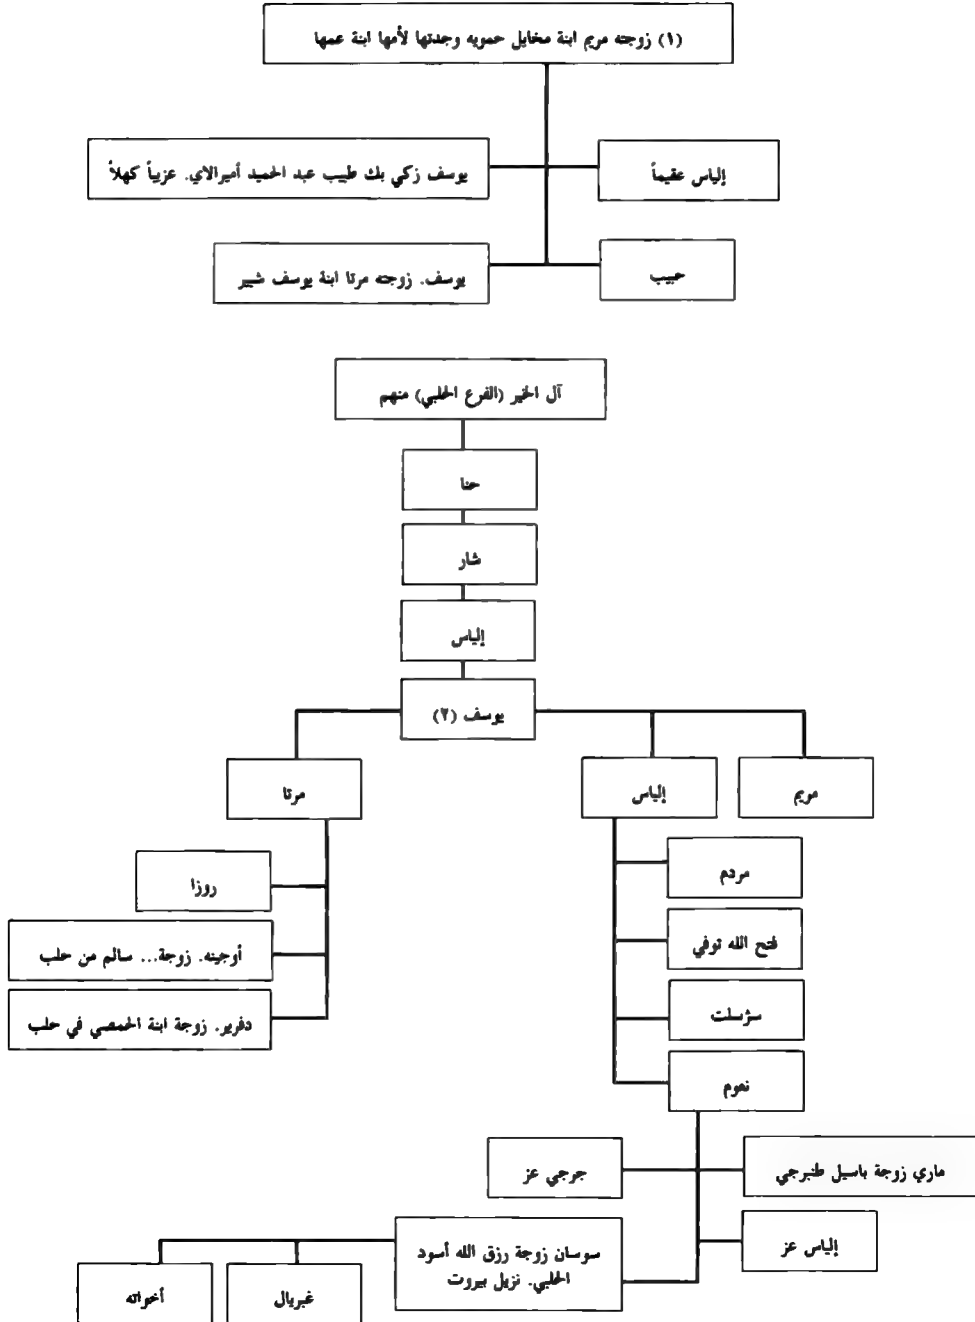 (١) زوجته مريم ابنة مخايل حمويه وجدتها لأمها ابنة عمها
إلياس عقيماً
يوسف زكي بك طبيب عبد الحميد أميرالاي. عزيباً كهلاً
حبيب
يوسف. زوجته مرتا ابنة يوسف شبير
آل الخير (الفرع الحلبي) منهم
حنا
شار
إلياس
يوسف (٢)
مريم
إلياس
مرتا
مردم
فتح الله توفي
سؤسلت
نعوم
روزا
أوجينه. زوجة... سالم من حلب
دفرير. زوجة ابنة الحمصي في حلب
ماري زوجة باسيل طنبرجي
جرجي عز
إلياس عز
سوسان زوجة رزق الله أسود
الحلبي. نزيل بيروت
غبريال
أخواته